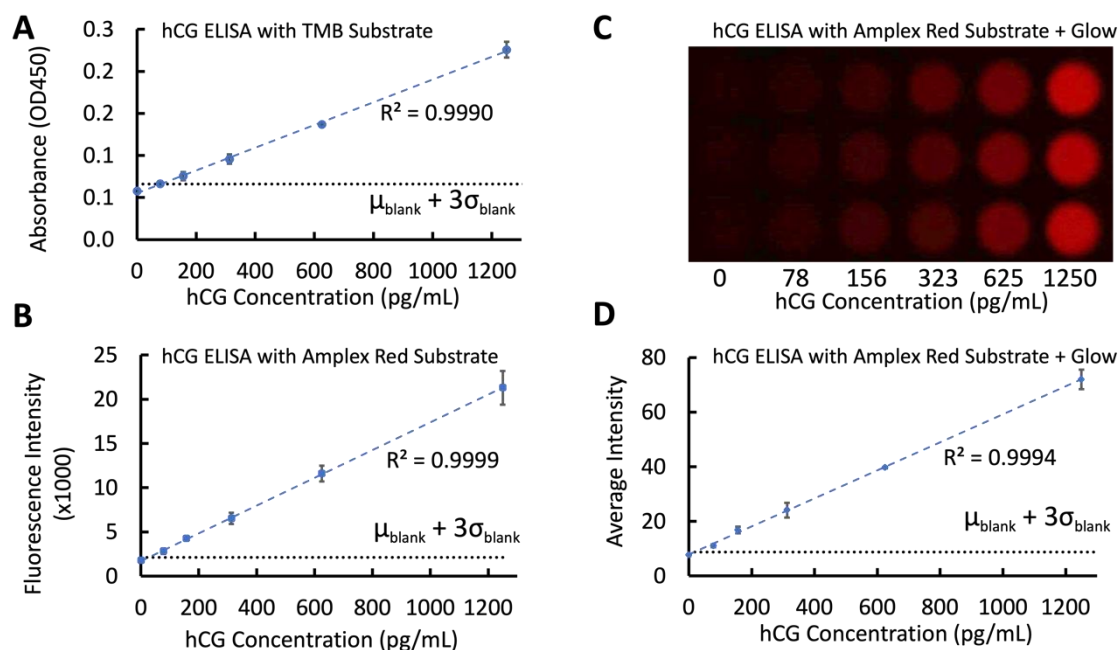 A
hCG ELISA with TMB Substrate
0.3
0.2
0.2
0.1
0.1
0.0
Absorbance (OD450)
R² = 0.9990
μblank + 3σblank
0 200 400 600 800 1000 1200
hCG Concentration (pg/mL)
B
hCG ELISA with Amplex Red Substrate
25
20
15
10
5
0
Fluorescence Intensity
(x1000)
R² = 0.9999
μblank + 3σblank
0 200 400 600 800 1000 1200
hCG Concentration (pg/mL)
C
hCG ELISA with Amplex Red Substrate + Glow
0 78 156 323 625 1250
hCG Concentration (pg/mL)
D
hCG ELISA with Amplex Red Substrate + Glow
80
60
40
20
0
Average Intensity
R² = 0.9994
μblank + 3σblank
0 200 400 600 800 1000 1200
hCG Concentration (pg/mL)